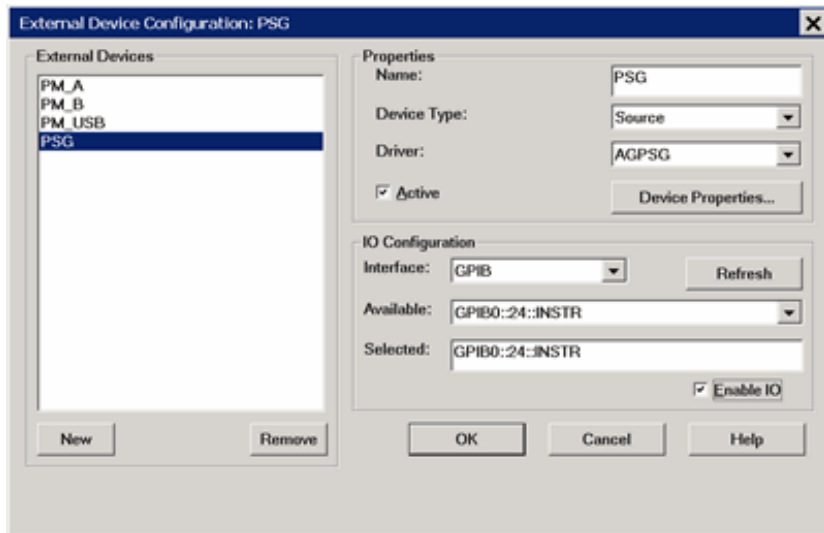 External Device Configuration: PSG
External Devices
PM_A
PM_B
PM_USB
PSG
New
Remove
Properties
Name:
PSG
Device Type:
Source
Driver:
AGPSG
Active
Device Properties...
IO Configuration
Interface:
GPIB
Refresh
Available:
GPIB0::24::INSTR
Selected:
GPIB0::24::INSTR
Enable IO
OK
Cancel
Help